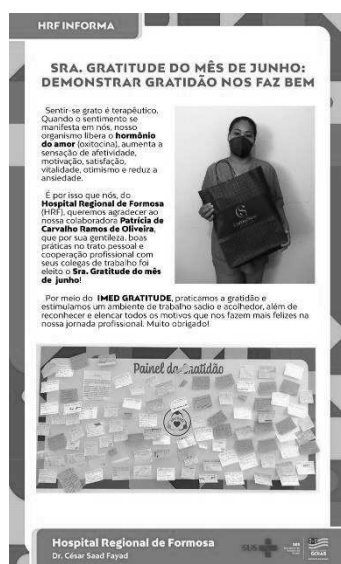 HRF INFORMA
SRA. GRATITUDE DO MÊS DE JUNHO:
DEMONSTRAR GRATIDÃO NOS FAZ BEM
Sentir-se grato é terapêutico.
Quando o sentimento se
manifesta em nós, nosso
organismo libera o hormônio
do amor (oxitocina), aumenta a
sensação de afetividade,
motivação, satisfação,
vitalidade, otimismo e reduz a
ansiedade.
É por isso que nós, do
Hospital Regional de Formosa
(HRF), queremos agradecer ao
nossa colaboradora Patrícia de
Carvalho Ramos de Oliveira,
que por sua gentileza, boas
práticas no trato pessoal e
cooperação profissional com
seus colegas de trabalho foi
eleito o Sra. Gratitude do mês
de junho!
Por meio do IMED GRATITUDE, praticamos a gratidão e
estimulamos um ambiente de trabalho sadio e acolhedor, além de
reconhecer e elencar todos os motivos que nos fazem mais felizes na
nossa jornada profissional. Muito obrigado!
Painel da Gratidão
Hospital Regional de Formosa
Dr. César Saad Fayad
SUS
GOIÁS